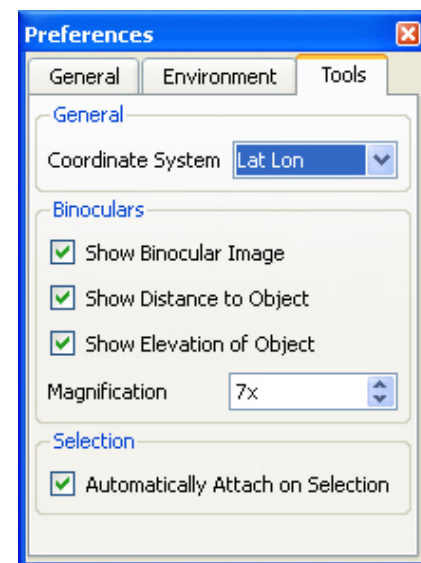 Preferences
General Environment Tools
General
Coordinate System Lat Lon
Binoculars
Show Binocular Image
Show Distance to Object
Show Elevation of Object
Magnification 7x
Selection
Automatically Attach on Selection